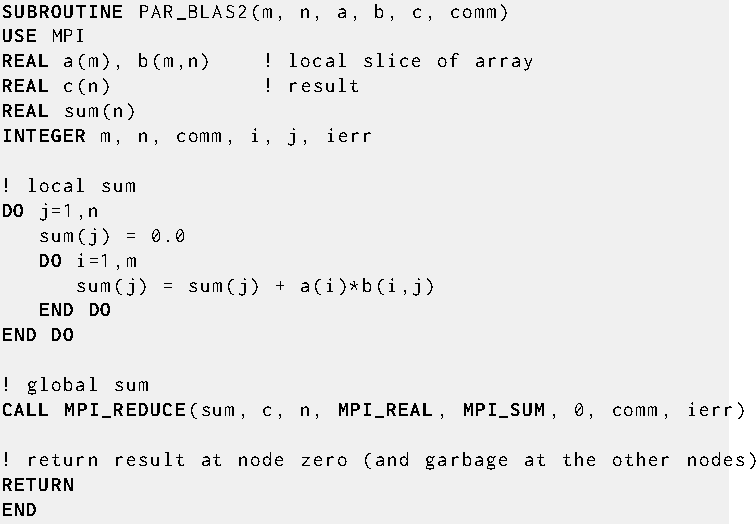 SUBROUTINE PAR_BLAS2(m, n, a, b, c, comm)
USE MPI
REAL a(m), b(m,n)    ! local slice of array
REAL c(n)            ! result
REAL sum(n)
INTEGER m, n, comm, i, j, ierr

! local sum
DO j=1,n
   sum(j) = 0.0
   DO i=1,m
      sum(j) = sum(j) + a(i)*b(i,j)
   END DO
END DO

! global sum
CALL MPI_REDUCE(sum, c, n, MPI_REAL, MPI_SUM, 0, comm, ierr)

! return result at node zero (and garbage at the other nodes)
RETURN
END